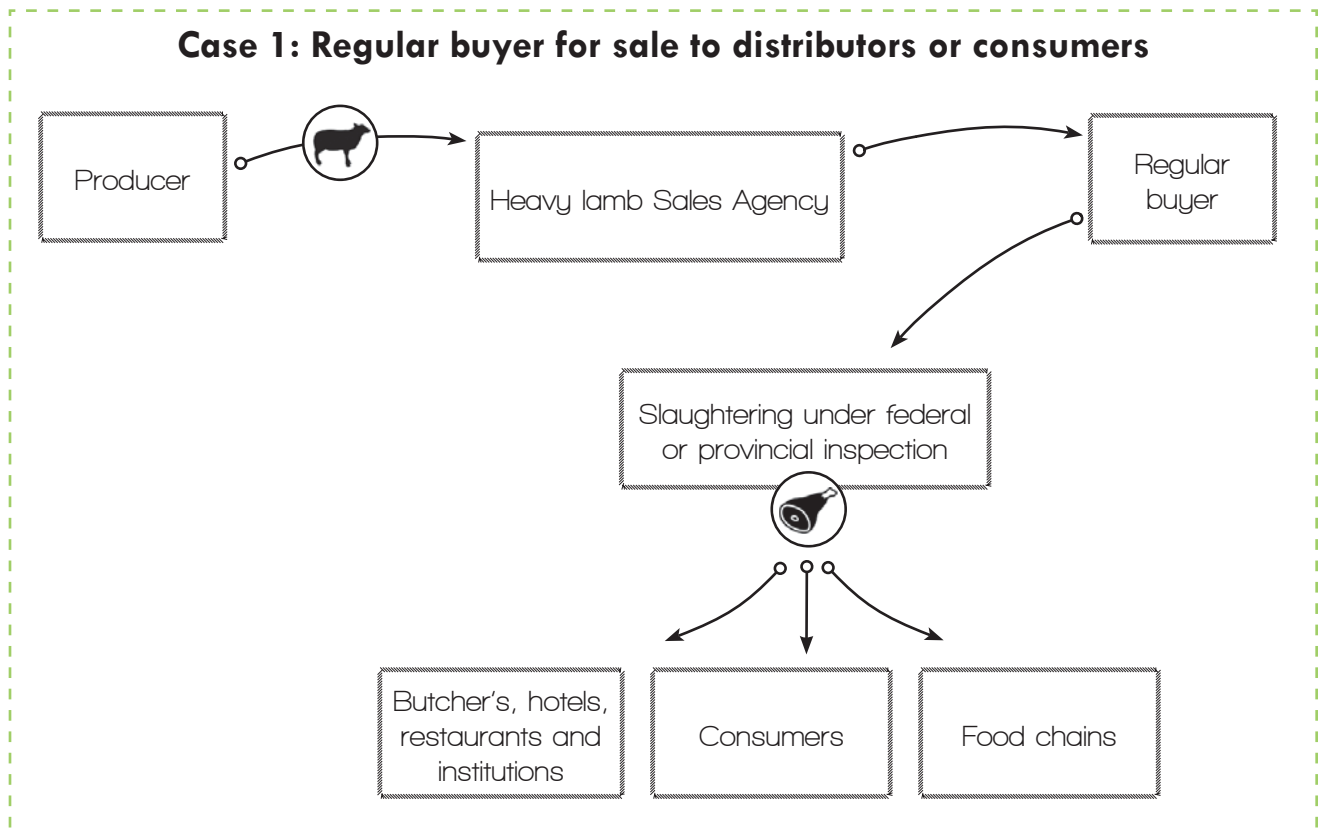 Case 1: Regular buyer for sale to distributors or consumers
Producer
Heavy lamb Sales Agency
Regular
buyer
Slaughtering under federal
or provincial inspection
Butcher's, hotels,
restaurants and
institutions
Consumers
Food chains